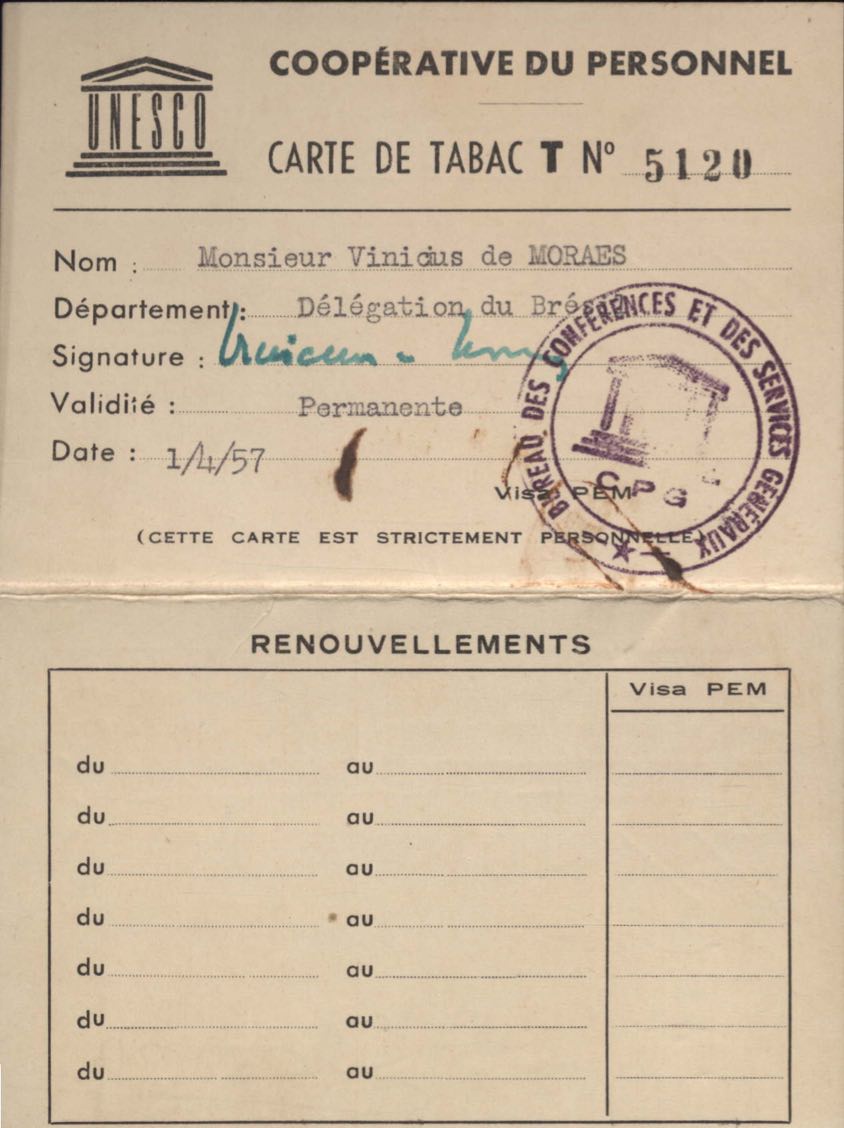 UNESCO
COOPÉRATIVE DU PERSONNEL
CARTE DE TABAC T Nº 5120
Nom : Monsieur Vinicius de MORAES
Département : Délégation du Brésil
Signature :
Validité : Permanente
Date : 1/4/57
BUREAU DES CONFÉRENCES ET DES SERVICES GÉNÉRAUX
CPG
Visa PEM
(CETTE CARTE EST STRICTEMENT PERSONNELLE)
RENOUVELLEMENTS
Visa PEM
du au
du au
du au
du au
du au
du au
du au